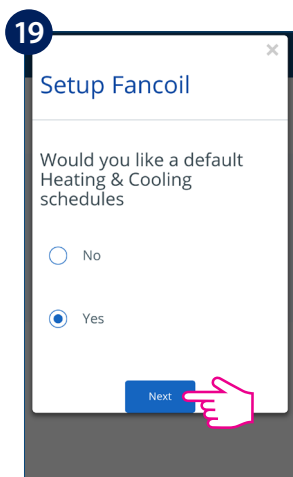 19
×
Setup Fancoil
Would you like a default
Heating & Cooling
schedules
No
Yes
Next